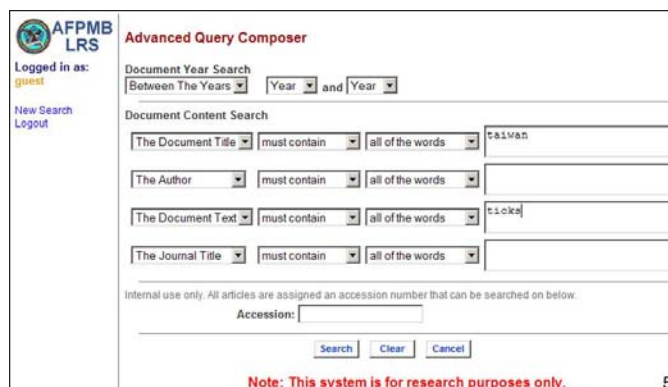 AFPMB
LRS
Logged in as:
guest
New Search
Logout
Advanced Query Composer
Document Year Search
Between The Years Year and Year
Document Content Search
The Document Title must contain all of the words taiwan
The Author must contain all of the words
The Document Text must contain all of the words ticks
The Journal Title must contain all of the words
Internal use only. All articles are assigned an accession number that can be searched on below.
Accession:
Search Clear Cancel
Note: This system is for research purposes only.